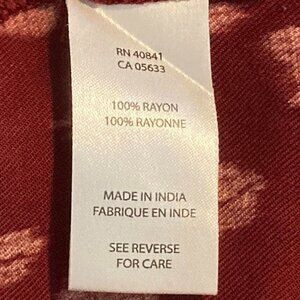 RN 40841
CA 05633
100% RAYON
100% RAYONNE
MADE IN INDIA
FABRIQUE EN INDE
SEE REVERSE
FOR CARE